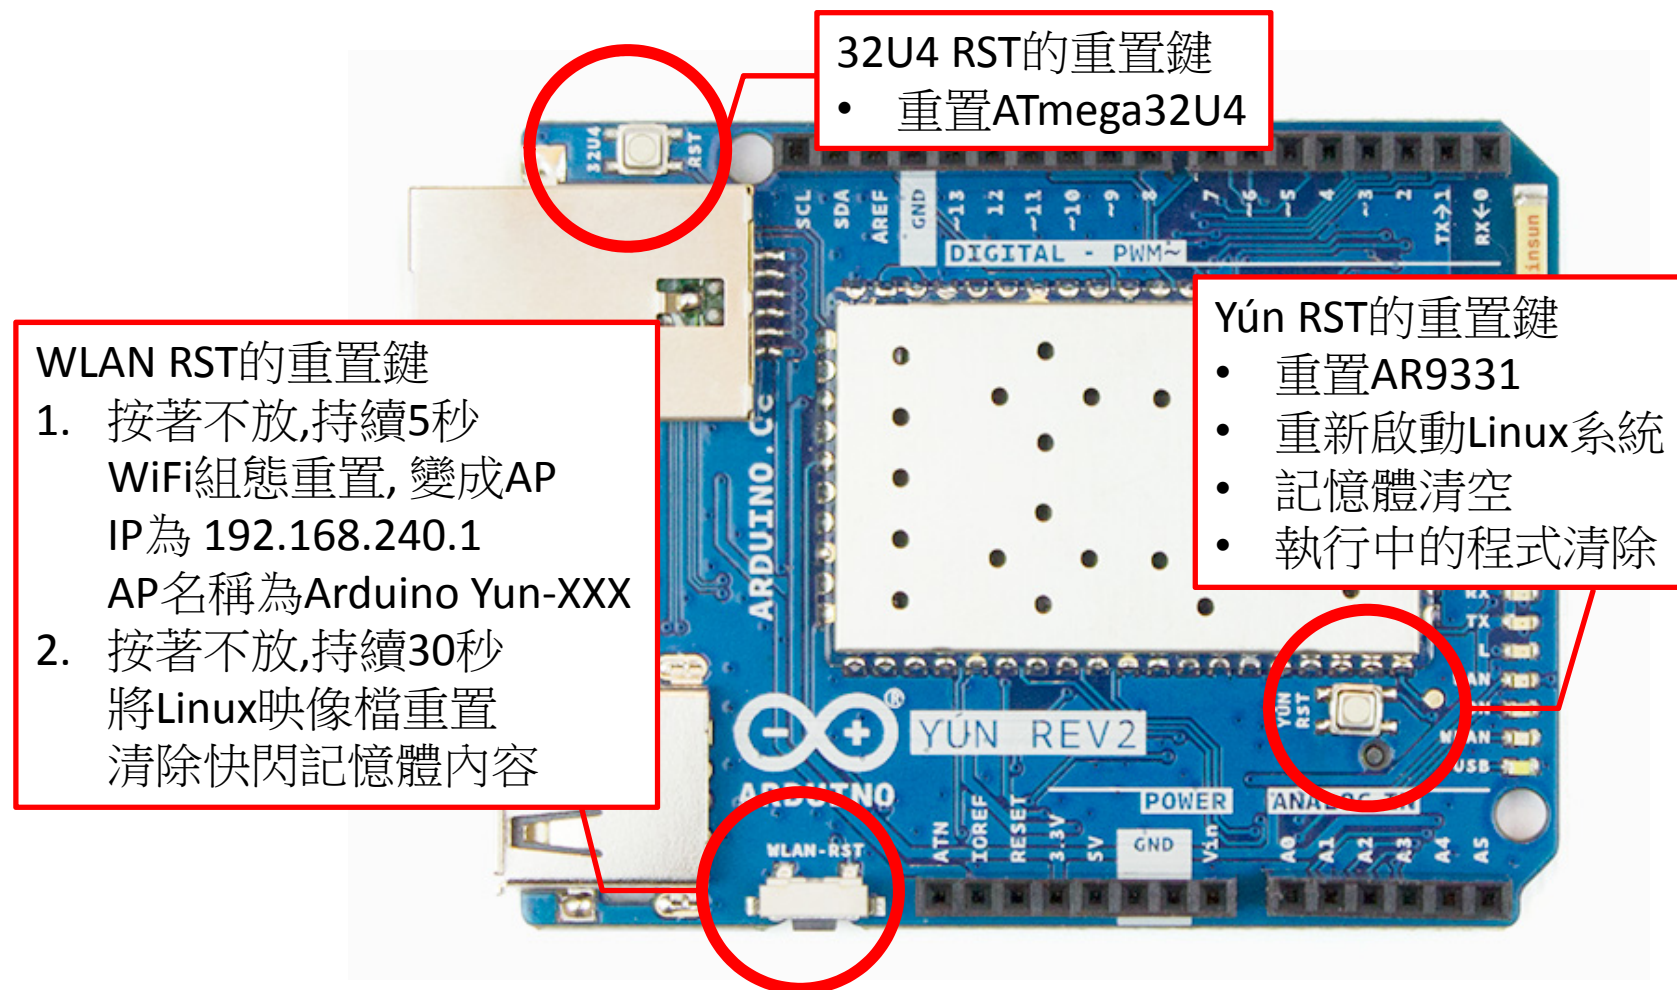 32U4 RST的重置鍵
• 重置ATmega32U4
32U4
RST
SCL
SDA
AREF
GND
~13
12
~11
~10
~9
8
7
~6
~5
4
~3
2
TX→1
RX←0
DIGITAL - PWM~
insun
WLAN RST的重置鍵
1. 按著不放,持續5秒
WiFi組態重置, 變成AP
IP為 192.168.240.1
AP名稱為Arduino Yun-XXX
2. 按著不放,持續30秒
將Linux映像檔重置
清除快閃記憶體內容
Yún RST的重置鍵
• 重置AR9331
• 重新啟動Linux系統
• 記憶體清空
• 執行中的程式清除
ARDUINO.Cc
RX
TX
L
WLAN
USB
YÚN
RST
®
YÚN REV2
ARDUINO
POWER
ANALOG IN
WLAN-RST
ATN
IOREF
RESET
3.3V
5V
GND
Vin
A0
A1
A2
A3
A4
A5